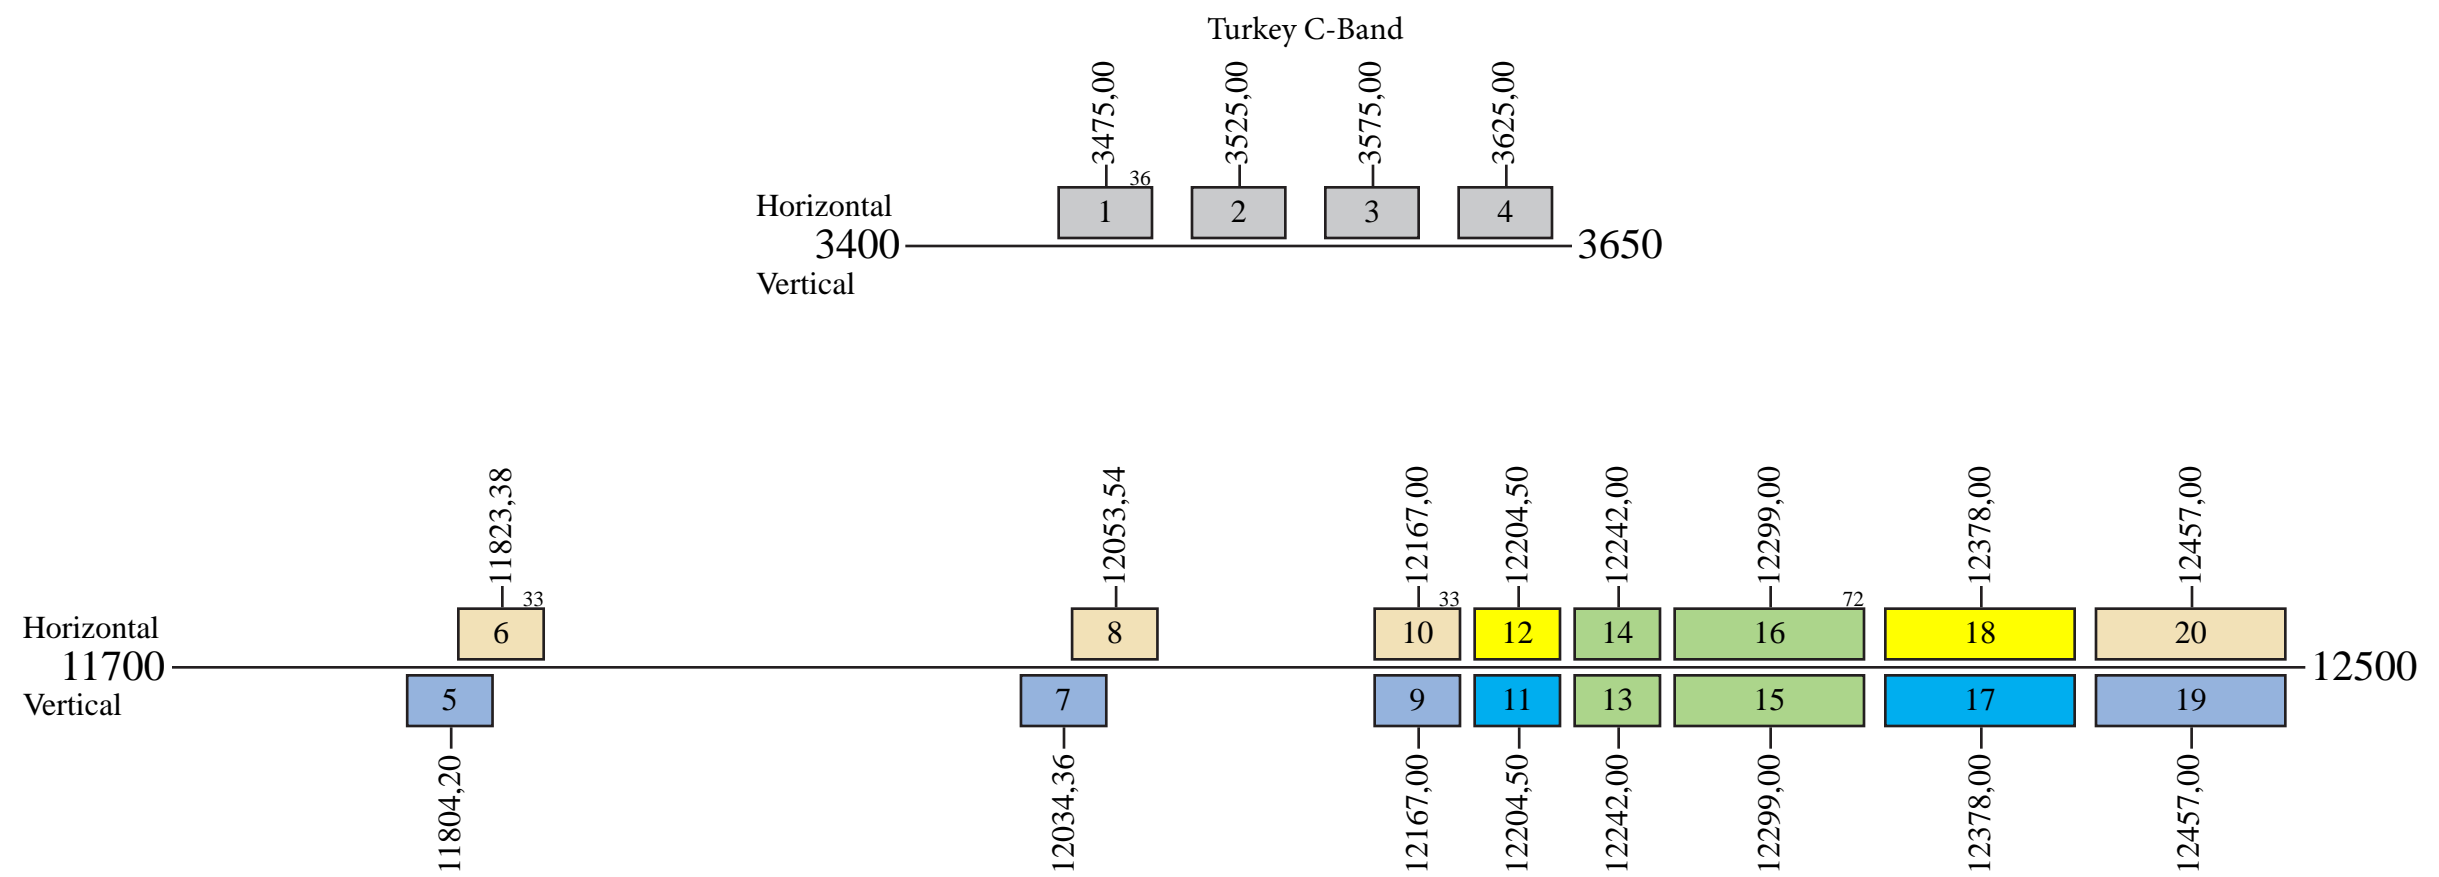 Turkey C-Band
3475,00 3525,00 3575,00 3625,00
36
Horizontal 1 2 3 4
3400 3650
Vertical
11823,38 12053,54 12167,00 12204,50 12242,00 12299,00 12378,00 12457,00
33 33 72
Horizontal 6 8 10 12 14 16 18 20
11700 12500
Vertical 5 7 9 11 13 15 17 19
11804,20 12034,36 12167,00 12204,50 12242,00 12299,00 12378,00 12457,00